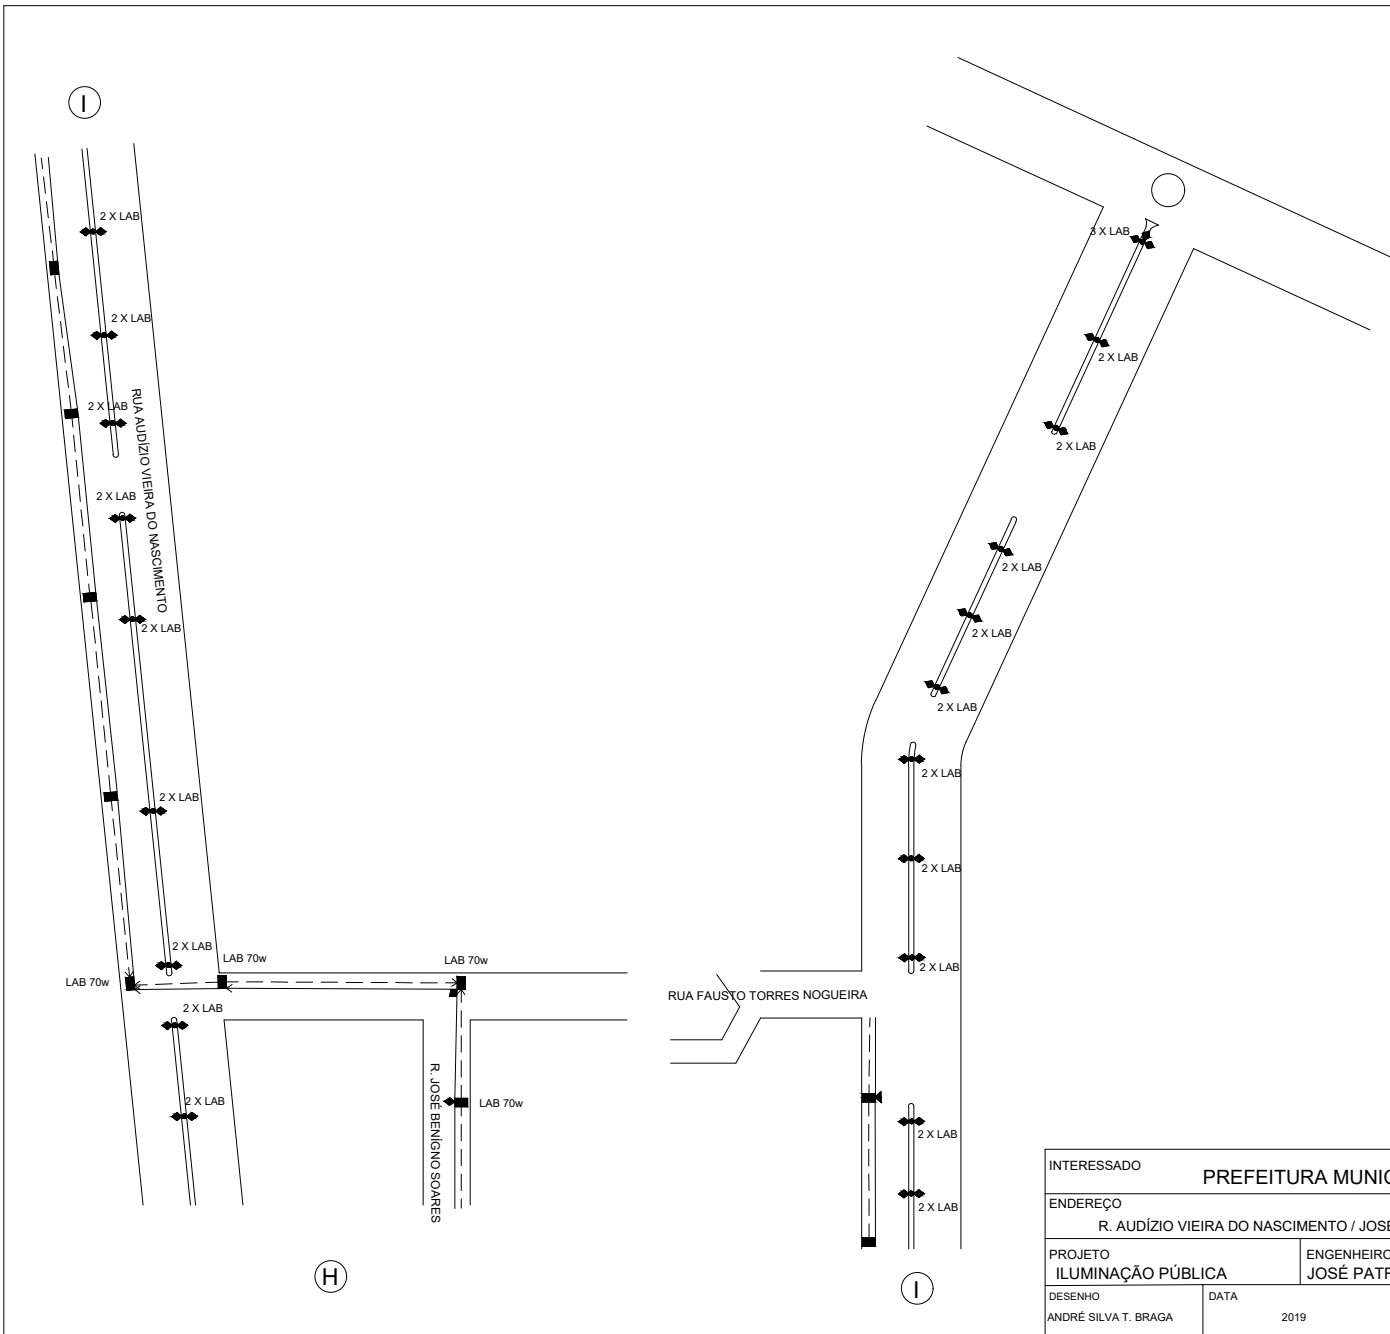 I
2 X LAB
2 X LAB
2 X LAB
RUA AUDÍZIO VIEIRA DO NASCIMENTO
2 X LAB
2 X LAB
2 X LAB
2 X LAB
LAB 70w
LAB 70w
LAB 70w
2 X LAB
2 X LAB
R. JOSÉ BENÍGNO SOARES
LAB 70w
H
3 X LAB
2 X LAB
2 X LAB
2 X LAB
2 X LAB
2 X LAB
2 X LAB
2 X LAB
2 X LAB
RUA FAUSTO TORRES NOGUEIRA
2 X LAB
2 X LAB
I
INTERESSADO
PREFEITURA MUNIC
ENDEREÇO
R. AUDÍZIO VIEIRA DO NASCIMENTO / JOSÉ
PROJETO
ILUMINAÇÃO PÚBLICA
ENGENHEIRO
JOSÉ PATR
DESENHO
ANDRÉ SILVA T. BRAGA
DATA
2019